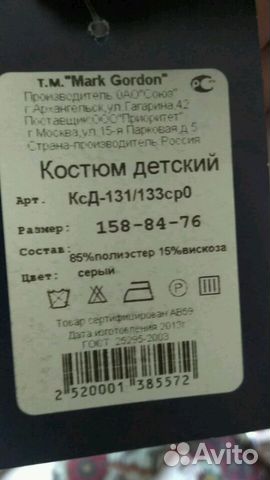 т.м."Mark Gordon"
Производитель ОАО"Союз"
г.Архангельск,ул.Гагарина,42
Поставщик:ООО"Приоритет"
г.Москва,ул.15-я Парковая,д.5
Страна-производитель Россия
Костюм детский
Арт. КсД-131/133ср0
Размер: 158-84-76
Состав:
85%полиэстер 15%вискоза
Цвет: серый
Товар сертифицирован АВ59
Дата изготовления 2013г
ГОСТ 25295-2003
2 520001 385572
Avito